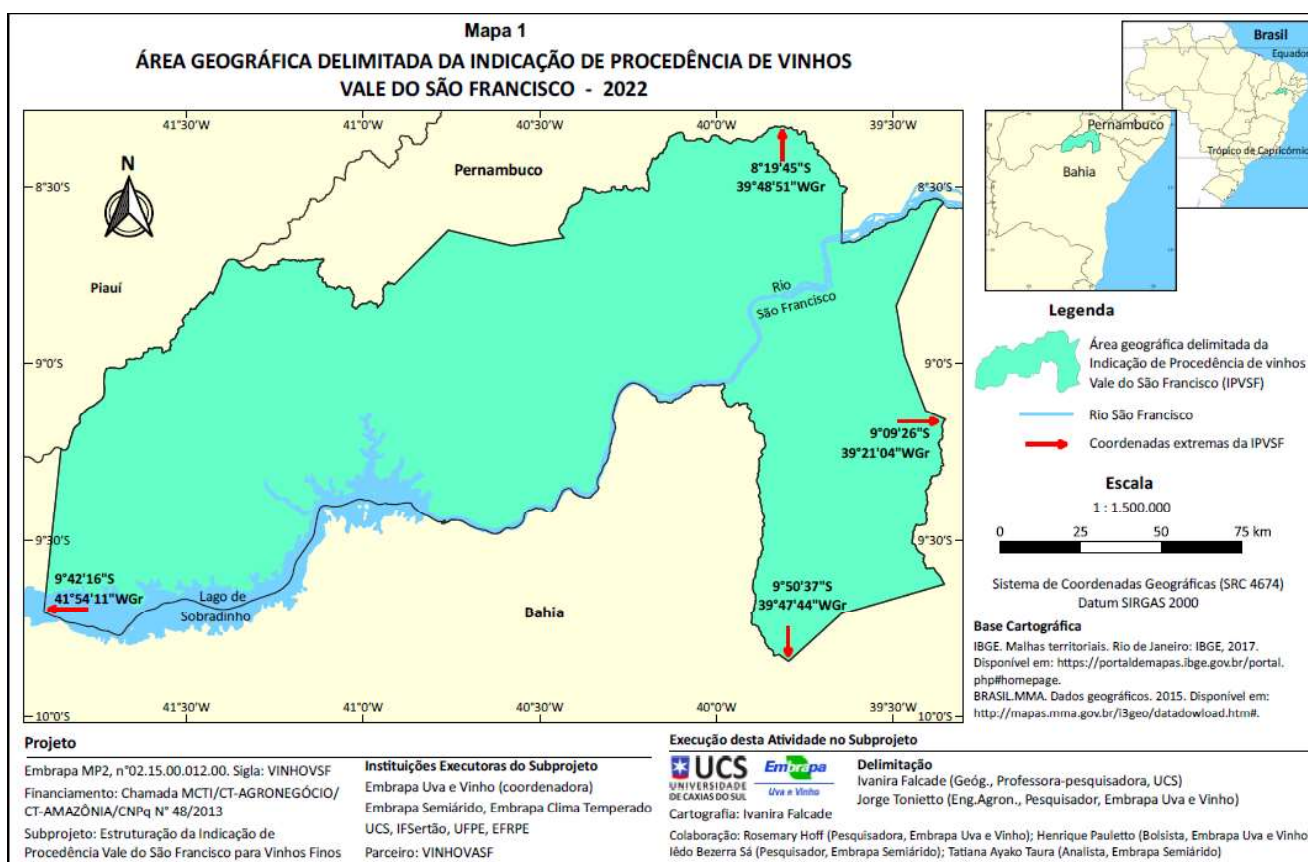 Mapa 1
ÁREA GEOGRÁFICA DELIMITADA DA INDICAÇÃO DE PROCEDÊNCIA DE VINHOS
VALE DO SÃO FRANCISCO - 2022
41°30'W
41°00'W
40°30'W
40°00'W
39°30'W
8°30'S
8°30'S
9°0'S
9°0'S
9°30'S
9°30'S
10°0'S
10°0'S
41°30'W
41°00'W
40°30'W
40°00'W
39°30'W
N
Piauí
Pernambuco
8°19'45"S
39°48'51"WGr
Rio
São Francisco
9°09'26"S
39°21'04"WGr
9°42'16"S
41°54'11"WGr
Lago de
Sobradinho
Bahia
9°50'37"S
39°47'44"WGr
Brasil
Equador
Trópico de Capricórnio
Pernambuco
Bahia
Legenda
Área geográfica delimitada da
Indicação de Procedência de vinhos
Vale do São Francisco (IPVSF)
Rio São Francisco
Coordenadas extremas da IPVSF
Escala
1 : 1.500.000
0 25 50 75 km
Sistema de Coordenadas Geográficas (SRC 4674)
Datum SIRGAS 2000
Base Cartográfica
IBGE. Malhas territoriais. Rio de Janeiro: IBGE, 2017.
Disponível em: https://portaldemapas.ibge.gov.br/portal.
php#homepage.
BRASIL.MMA. Dados geográficos. 2015. Disponível em:
http://mapas.mma.gov.br/i3geo/datadowload.htm#.
Projeto
Embrapa MP2, n°02.15.00.012.00. Sigla: VINHOVSF
Financiamento: Chamada MCTI/CT-AGRONEGÓCIO/
CT-AMAZÔNIA/CNPq N° 48/2013
Subprojeto: Estruturação da Indicação de
Procedência Vale do São Francisco para Vinhos Finos
Instituições Executoras do Subprojeto
Embrapa Uva e Vinho (coordenadora)
Embrapa Semiárido, Embrapa Clima Temperado
UCS, IFSertão, UFPE, EFRPE
Parceiro: VINHOVASF
Execução desta Atividade no Subprojeto
UCS
UNIVERSIDADE
DE CAXIAS DO SUL
Embrapa
Uva e Vinho
Cartografia: Ivanira Falcade
Delimitação
Ivanira Falcade (Geóg., Professora-pesquisadora, UCS)
Jorge Tonietto (Eng.Agron., Pesquisador, Embrapa Uva e Vinho)
Colaboração: Rosemary Hoff (Pesquisadora, Embrapa Uva e Vinho); Henrique Pauletto (Bolsista, Embrapa Uva e Vinho
Iêdo Bezerra Sá (Pesquisador, Embrapa Semiárido); Tatiana Ayako Taura (Analista, Embrapa Semiárido)